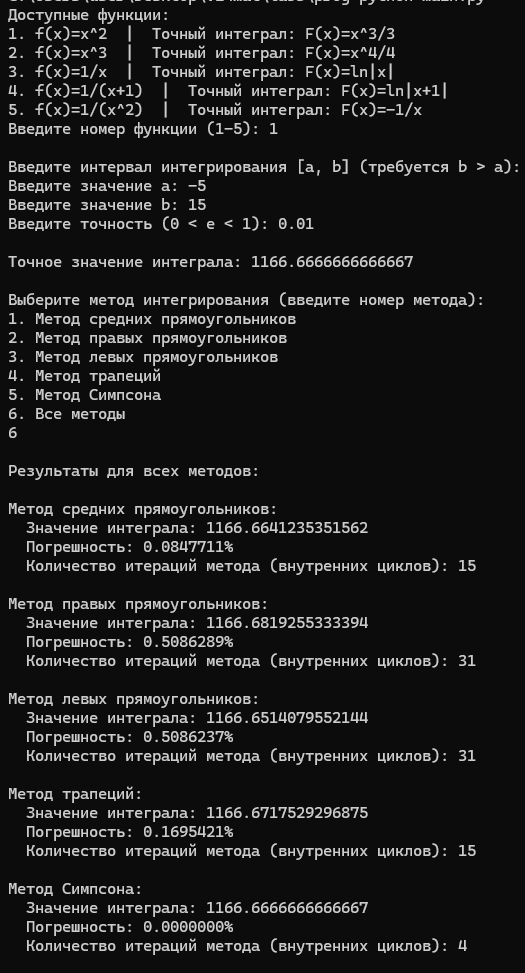 Доступные функции:
1. f(x)=x^2  |  Точный интеграл: F(x)=x^3/3
2. f(x)=x^3  |  Точный интеграл: F(x)=x^4/4
3. f(x)=1/x  |  Точный интеграл: F(x)=ln|x|
4. f(x)=1/(x+1)  |  Точный интеграл: F(x)=ln|x+1|
5. f(x)=1/(x^2)  |  Точный интеграл: F(x)=-1/x
Введите номер функции (1-5): 1

Введите интервал интегрирования [a, b] (требуется b > a):
Введите значение a: -5
Введите значение b: 15
Введите точность (0 < e < 1): 0.01

Точное значение интеграла: 1166.6666666666667

Выберите метод интегрирования (введите номер метода):
1. Метод средних прямоугольников
2. Метод правых прямоугольников
3. Метод левых прямоугольников
4. Метод трапеций
5. Метод Симпсона
6. Все методы
6

Результаты для всех методов:

Метод средних прямоугольников:
  Значение интеграла: 1166.6641235351562
  Погрешность: 0.0847711%
  Количество итераций метода (внутренних циклов): 15

Метод правых прямоугольников:
  Значение интеграла: 1166.6819255333394
  Погрешность: 0.5086289%
  Количество итераций метода (внутренних циклов): 31

Метод левых прямоугольников:
  Значение интеграла: 1166.6514079552144
  Погрешность: 0.5086237%
  Количество итераций метода (внутренних циклов): 31

Метод трапеций:
  Значение интеграла: 1166.6717529296875
  Погрешность: 0.1695421%
  Количество итераций метода (внутренних циклов): 15

Метод Симпсона:
  Значение интеграла: 1166.6666666666667
  Погрешность: 0.0000000%
  Количество итераций метода (внутренних циклов): 4